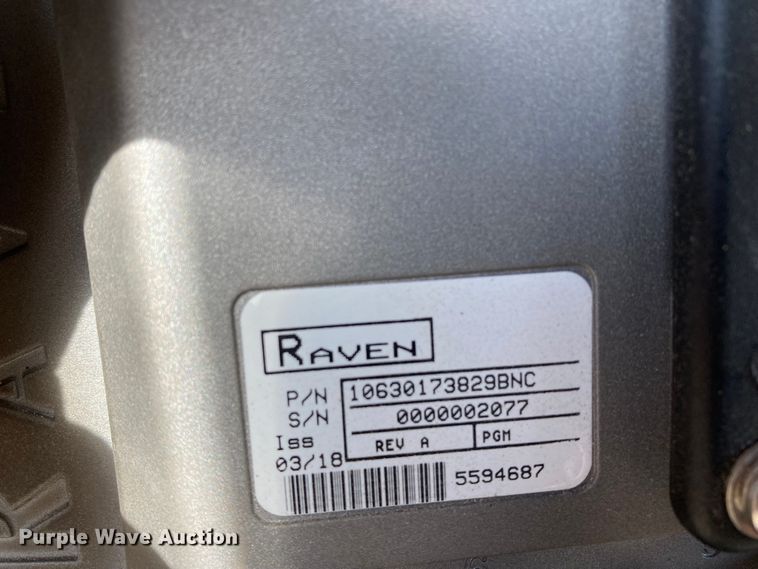 RAVEN
P/N 10630173829BNC
S/N 0000002077
Iss REV A PGM
03/18
5594687
Purple Wave Auction